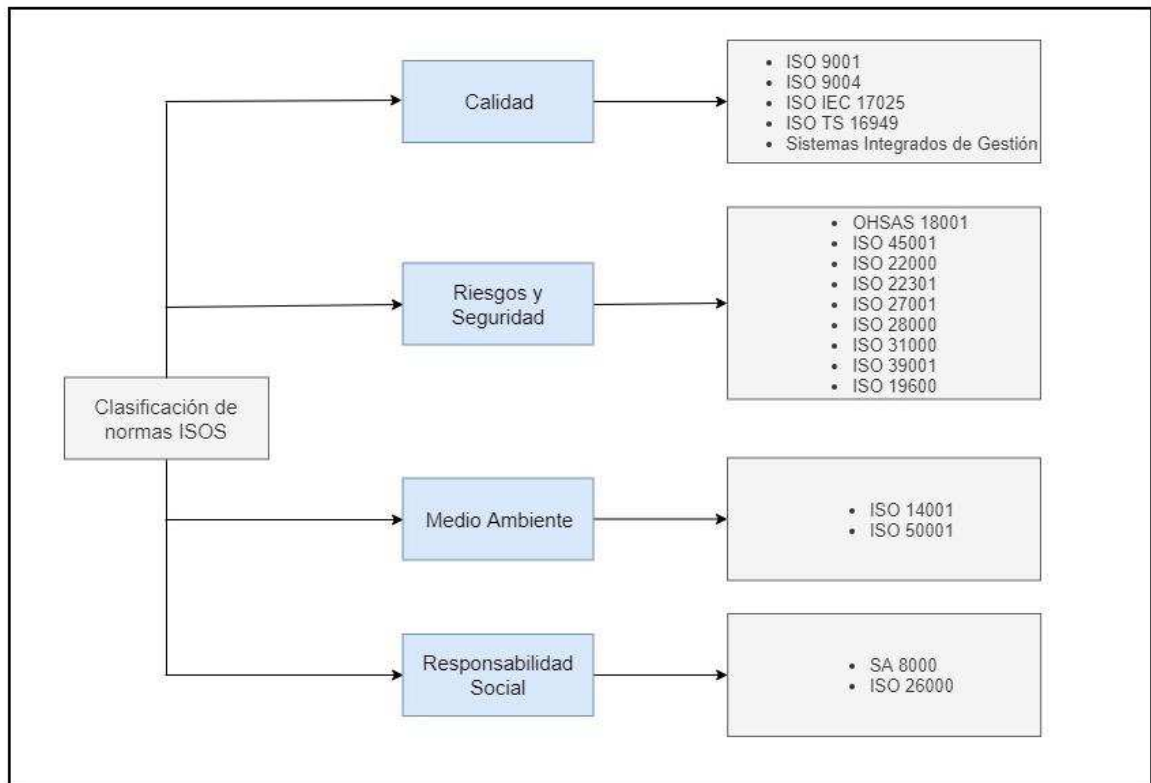 Calidad
• ISO 9001
• ISO 9004
• ISO IEC 17025
• ISO TS 16949
• Sistemas Integrados de Gestión
Riesgos y
Seguridad
• OHSAS 18001
• ISO 45001
• ISO 22000
• ISO 22301
• ISO 27001
• ISO 28000
• ISO 31000
• ISO 39001
• ISO 19600
Clasificación de
normas ISOS
Medio Ambiente
• ISO 14001
• ISO 50001
Responsabilidad
Social
• SA 8000
• ISO 26000